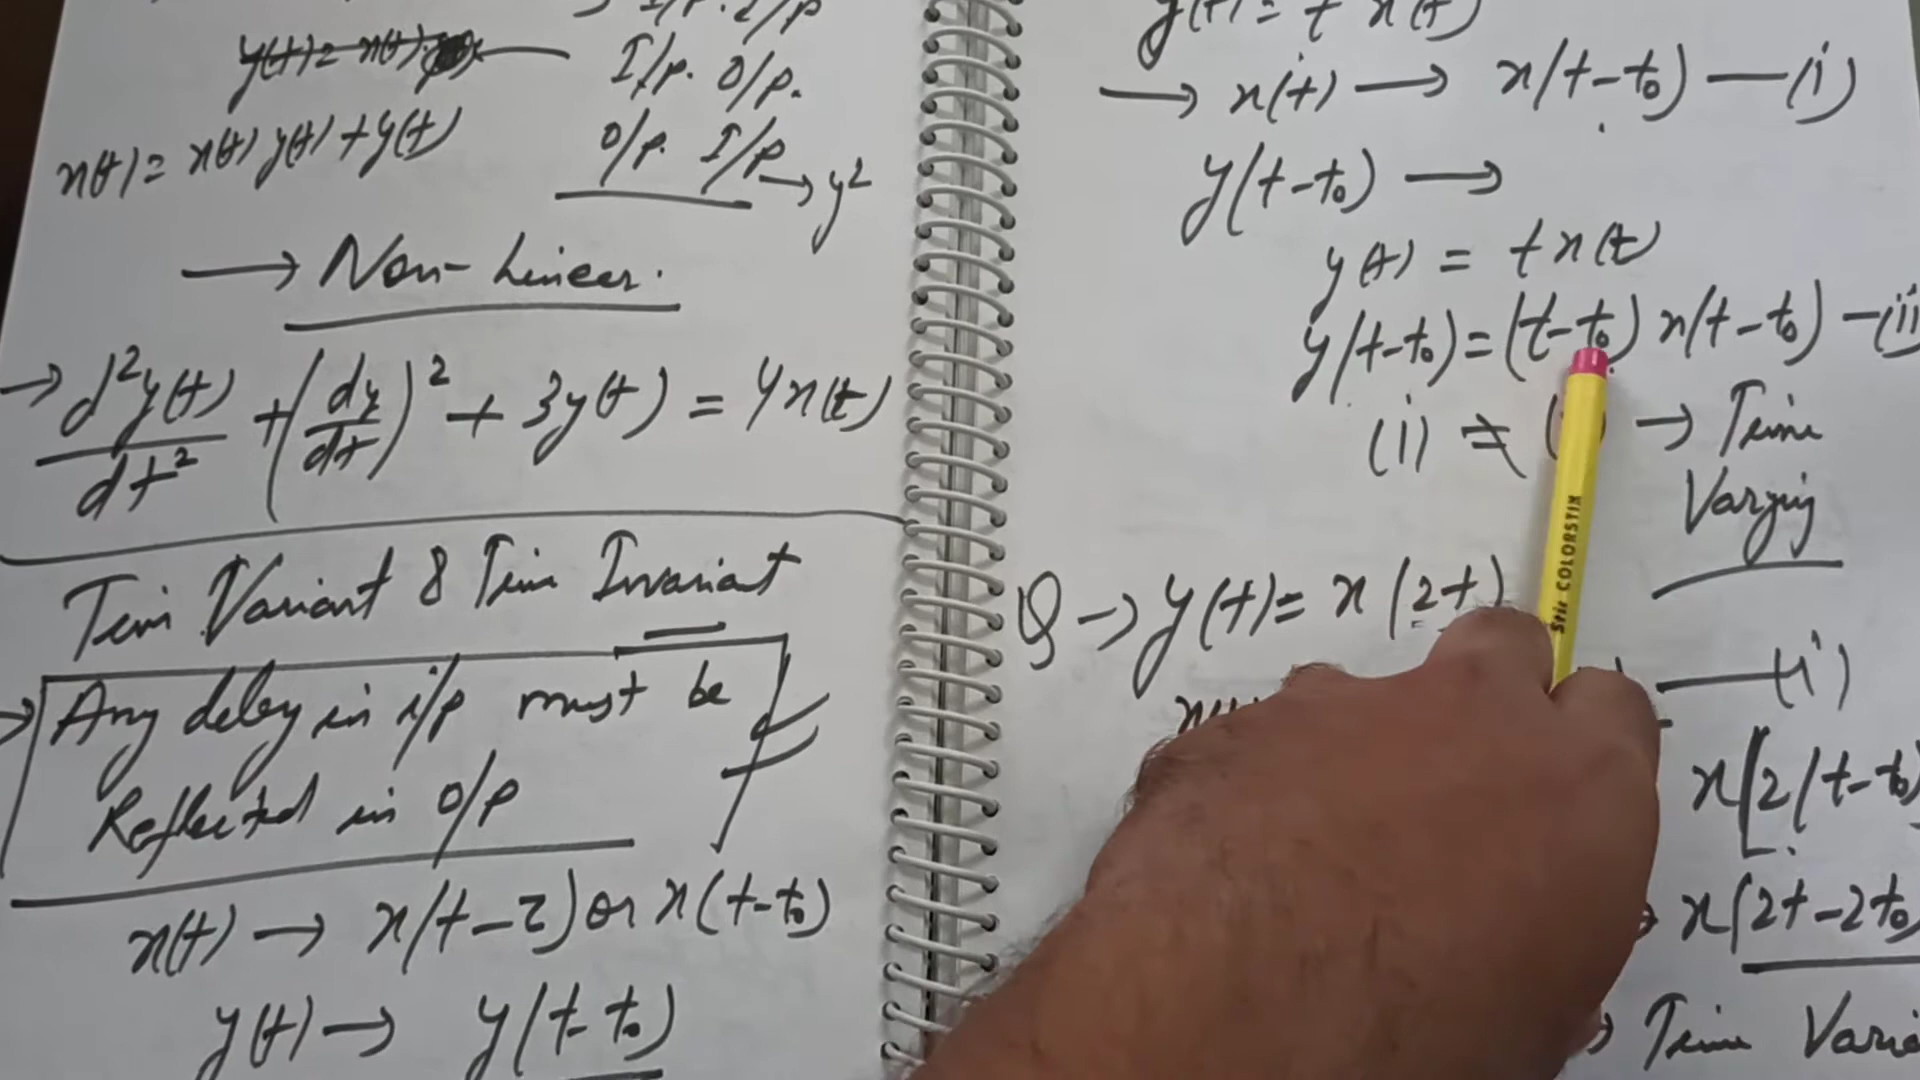 I/p. I/p
I/p. O/p.
x(t) = x(t) y(t) + y(t)
O/p. I/p → y²
→ Non-Linear.
→ d²y(t)/dt² + (dy/dt)² + 3y(t) = 4x(t)
Time Variant & Time Invariant
→ Any delay in i/p must be
Reflected in O/p
x(t) → x(t-τ) or x(t-t₀)
y(t) → y(t-t₀)
y(t) = t x(t)
→ x(t) → x(t-t₀) — (i)
y(t-t₀) →
y(t) = t x(t)
y(t-t₀) = (t-t₀) x(t-t₀) — (ii)
(i) ≠ → Time
Varying
Q → y(t) = x(2t)
— (i)
x[2(t-t₀)
→ x(2t-2t₀)
→ Time Varia
Stic COLORSTIX